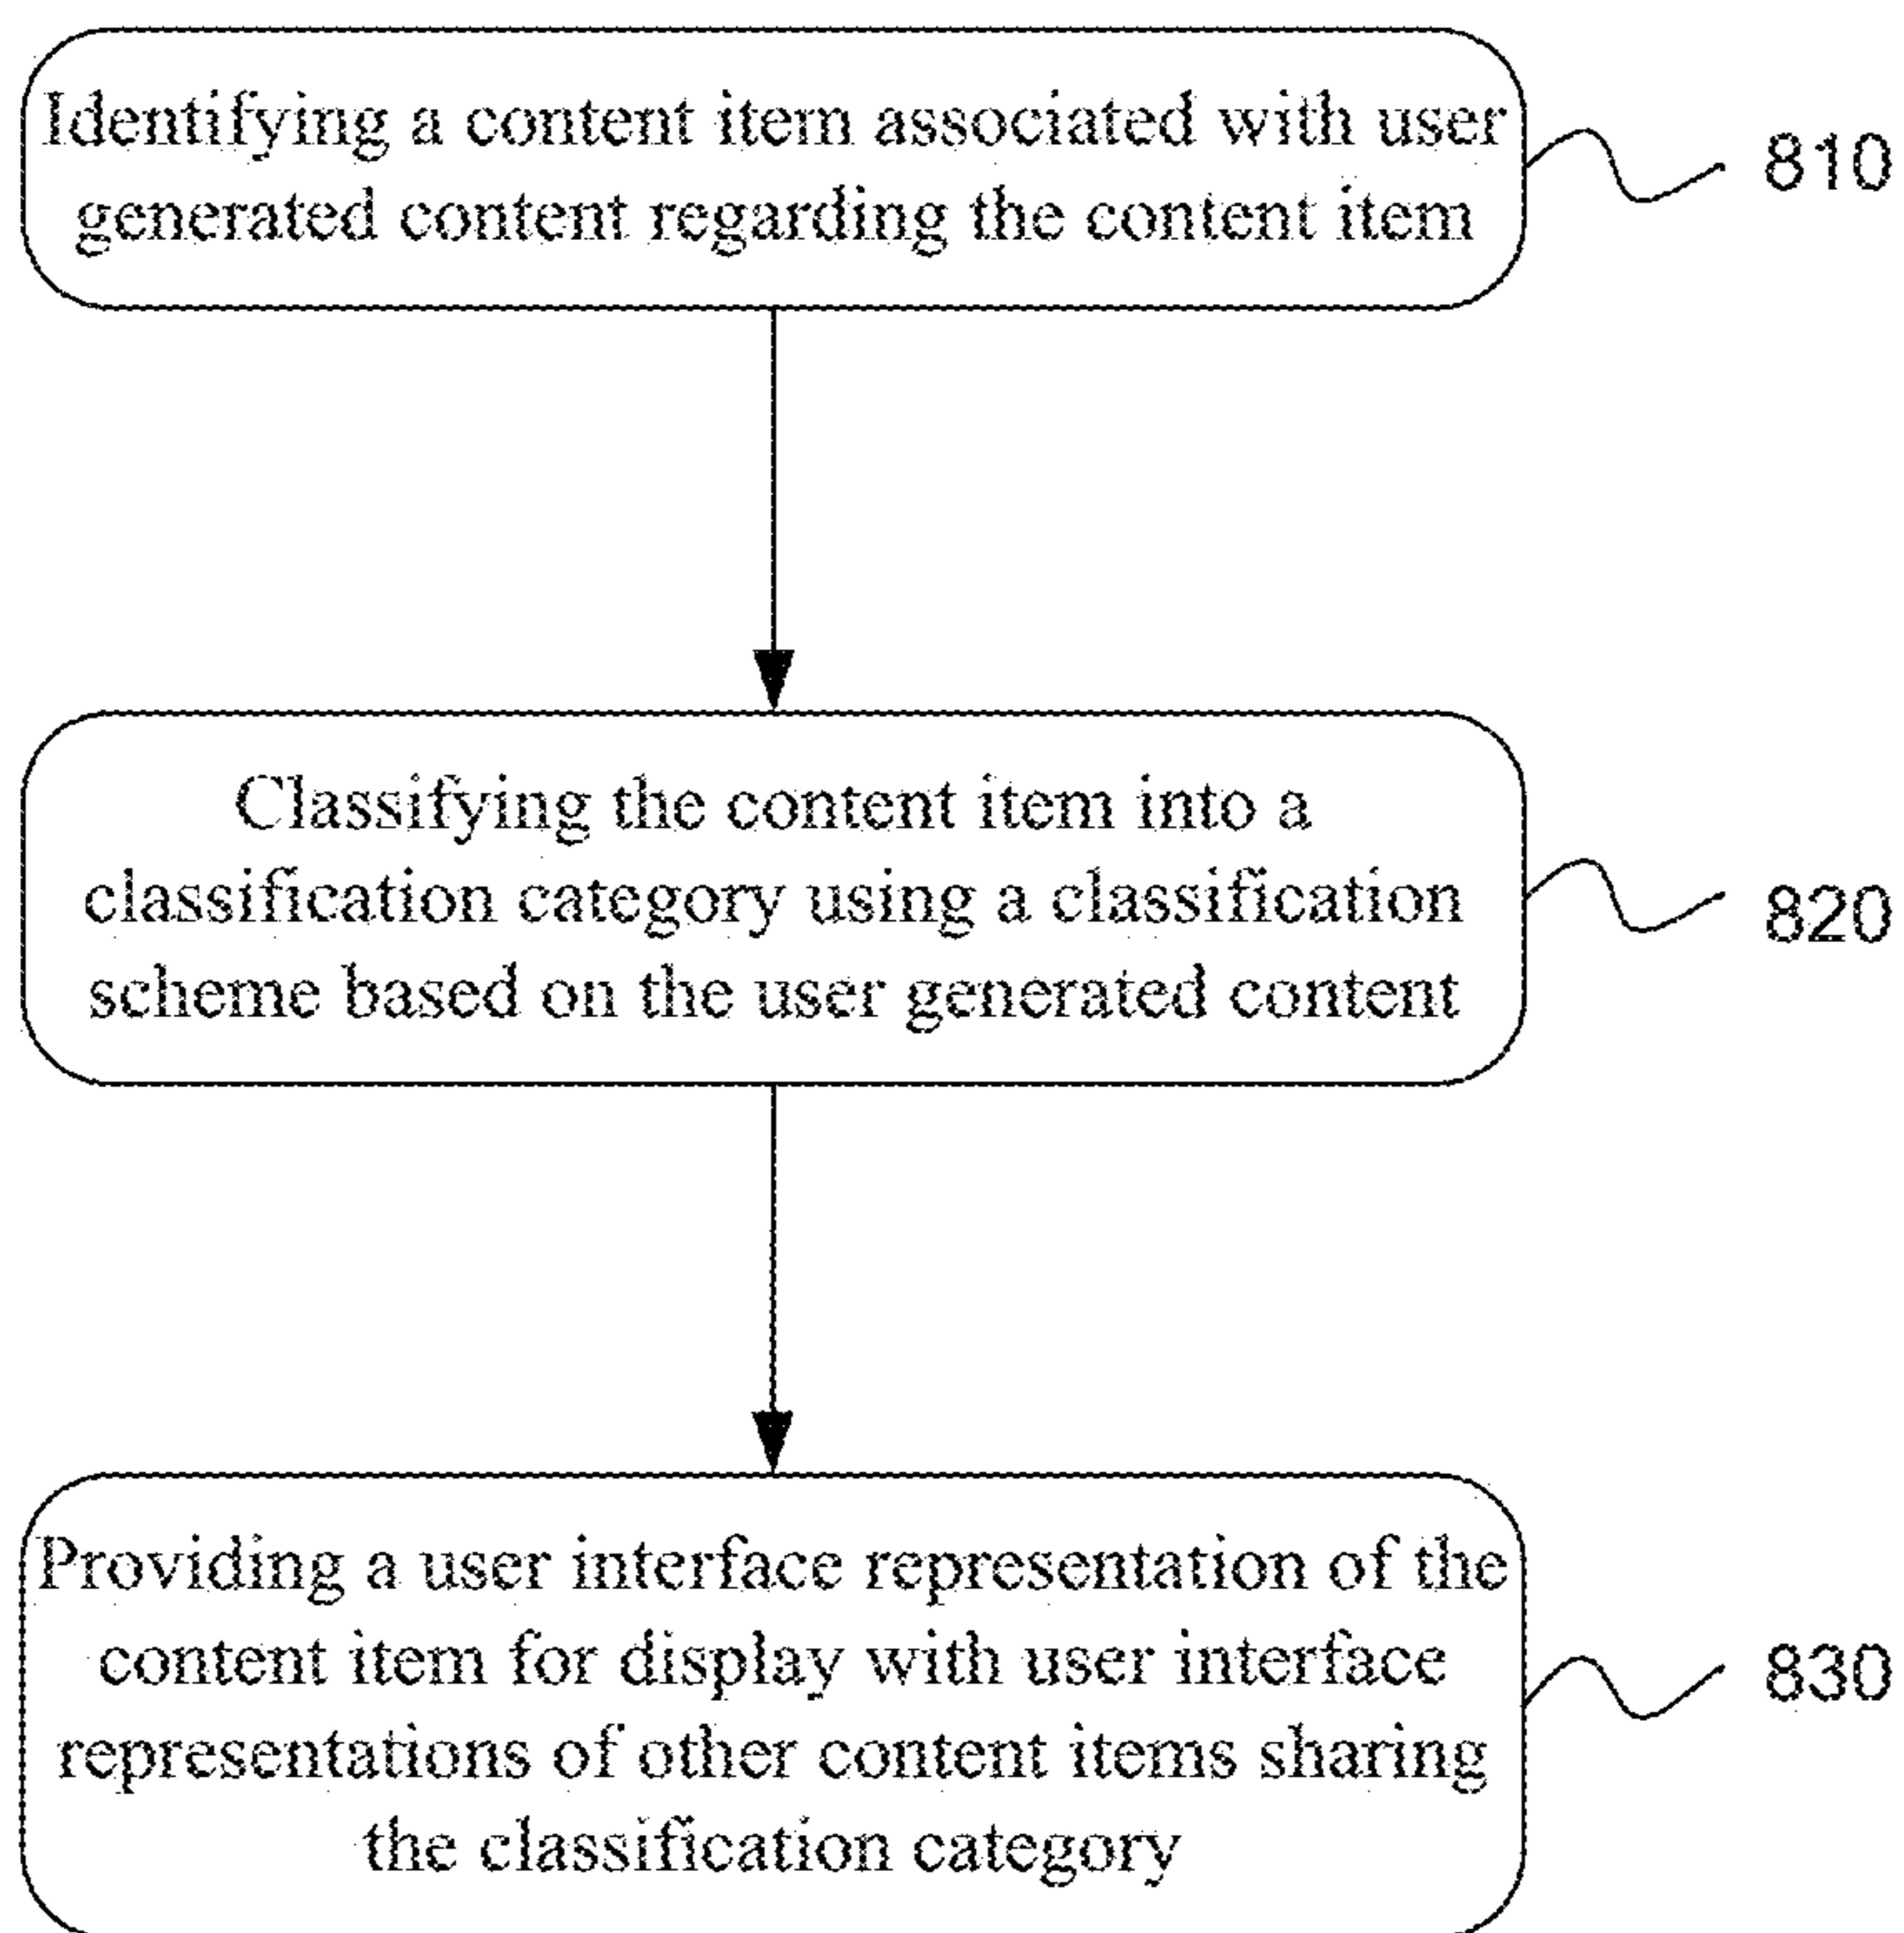 Identifying a content item associated with user
generated content regarding the content item
810
Classifying the content item into a
classification category using a classification
scheme based on the user generated content
820
Providing a user interface representation of the
content item for display with user interface
representations of other content items sharing
the classification category
830